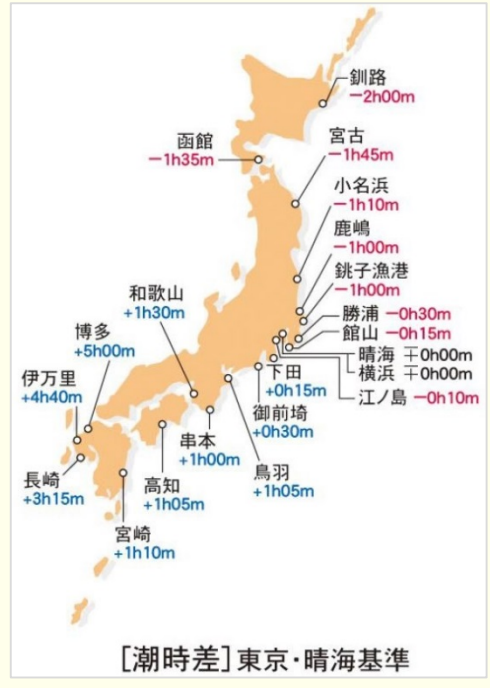 釧路
−2h00m
函館
−1h35m
宮古
−1h45m
小名浜
−1h10m
鹿嶋
−1h00m
銚子漁港
−1h00m
勝浦 −0h30m
館山 −0h15m
晴海 ∓0h00m
横浜 ∓0h00m
江ノ島 −0h10m
和歌山
+1h30m
博多
+5h00m
伊万里
+4h40m
下田
+0h15m
御前埼
+0h30m
串本
+1h00m
鳥羽
+1h05m
長崎
+3h15m
高知
+1h05m
宮崎
+1h10m
[潮時差]東京・晴海基準